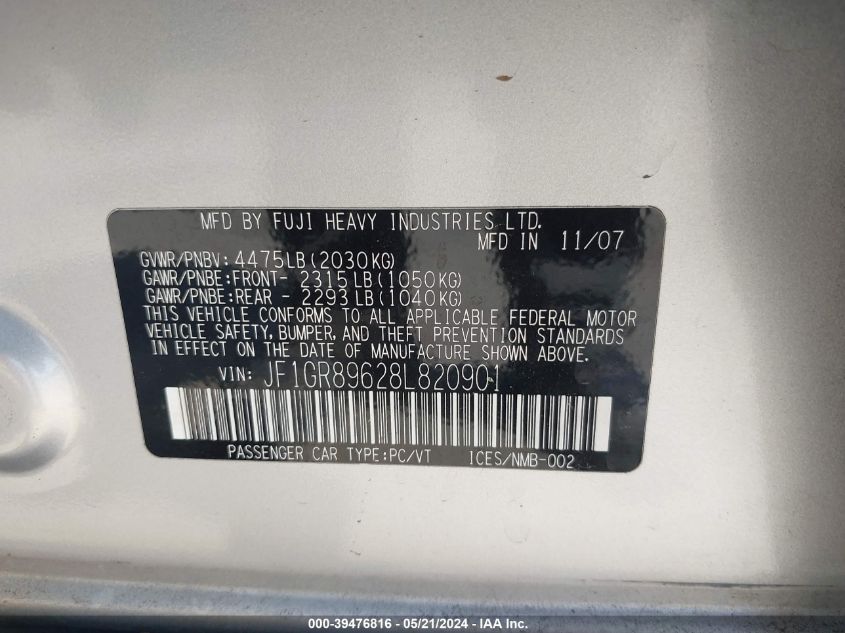 MFD BY FUJI HEAVY INDUSTRIES LTD.
MFD IN 11/07
GVWR/PNBV: 4475LB(2030KG)
GAWR/PNBE:FRONT- 2315LB(1050KG)
GAWR/PNBE:REAR - 2293LB(1040KG)
THIS VEHICLE CONFORMS TO ALL APPLICABLE FEDERAL MOTOR
VEHICLE SAFETY, BUMPER, AND THEFT PREVENTION STANDARDS
IN EFFECT ON THE DATE OF MANUFACTURE SHOWN ABOVE.
VIN: JF1GR89628L820901
PASSENGER CAR TYPE:PC/VT ICES/NMB-002
000-39476816 - 05/21/2024 - IAA Inc.